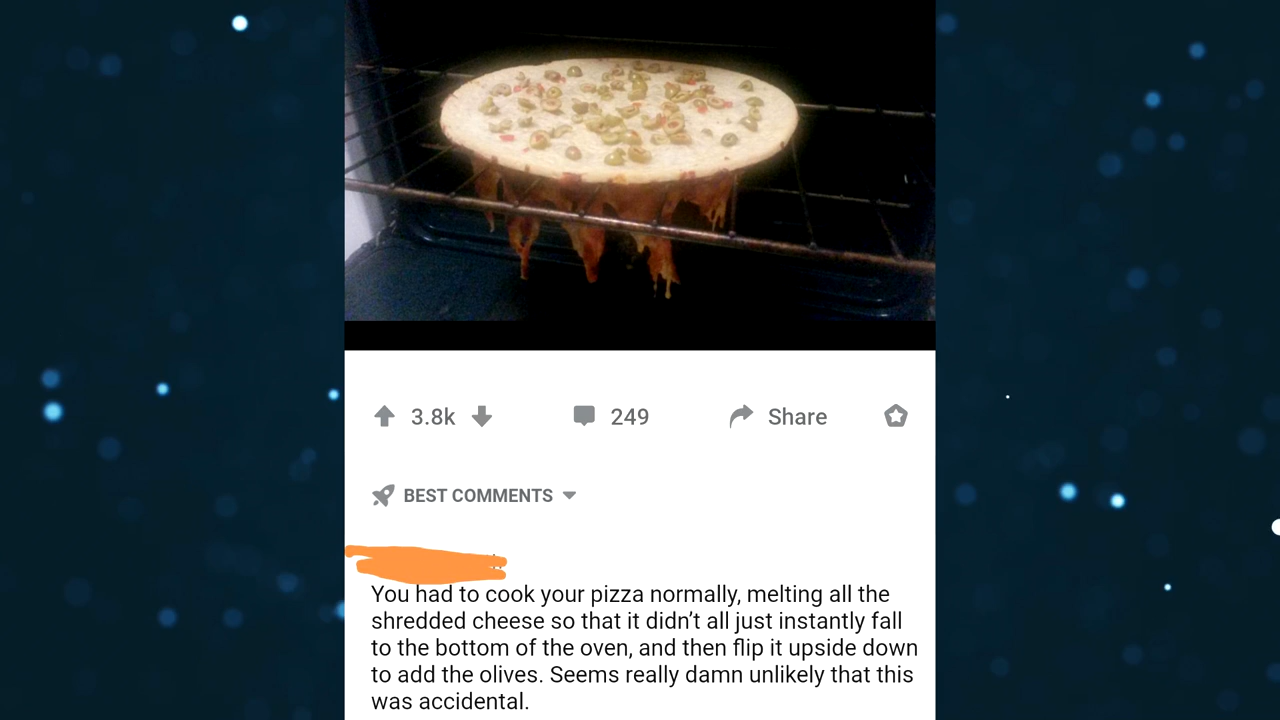 3.8k 249 Share
BEST COMMENTS
You had to cook your pizza normally, melting all the
shredded cheese so that it didn’t all just instantly fall
to the bottom of the oven, and then flip it upside down
to add the olives. Seems really damn unlikely that this
was accidental.